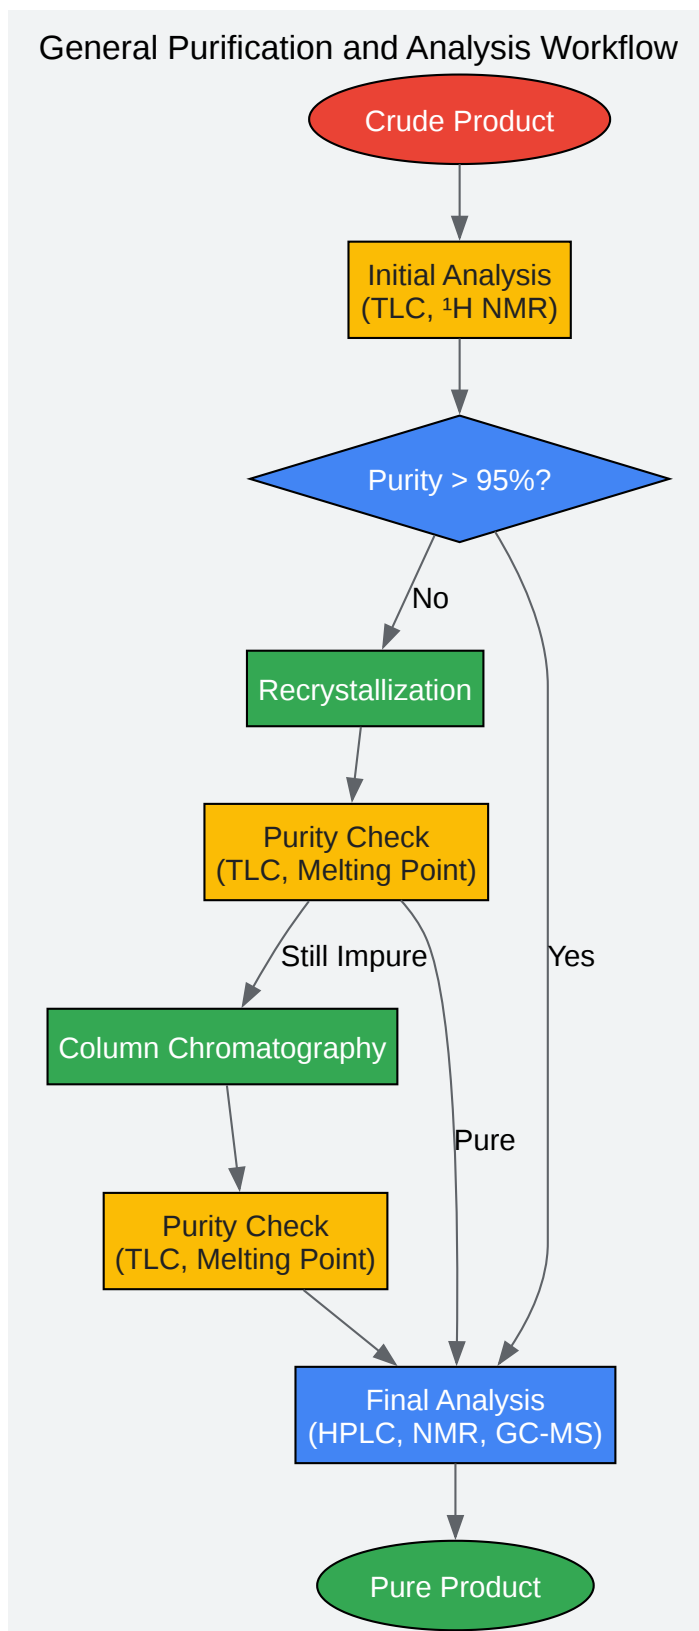 General Purification and Analysis Workflow
Crude Product
Initial Analysis
(TLC, ¹H NMR)
Purity > 95%?
No
Recrystallization
Purity Check
(TLC, Melting Point)
Still Impure
Yes
Column Chromatography
Pure
Purity Check
(TLC, Melting Point)
Final Analysis
(HPLC, NMR, GC-MS)
Pure Product